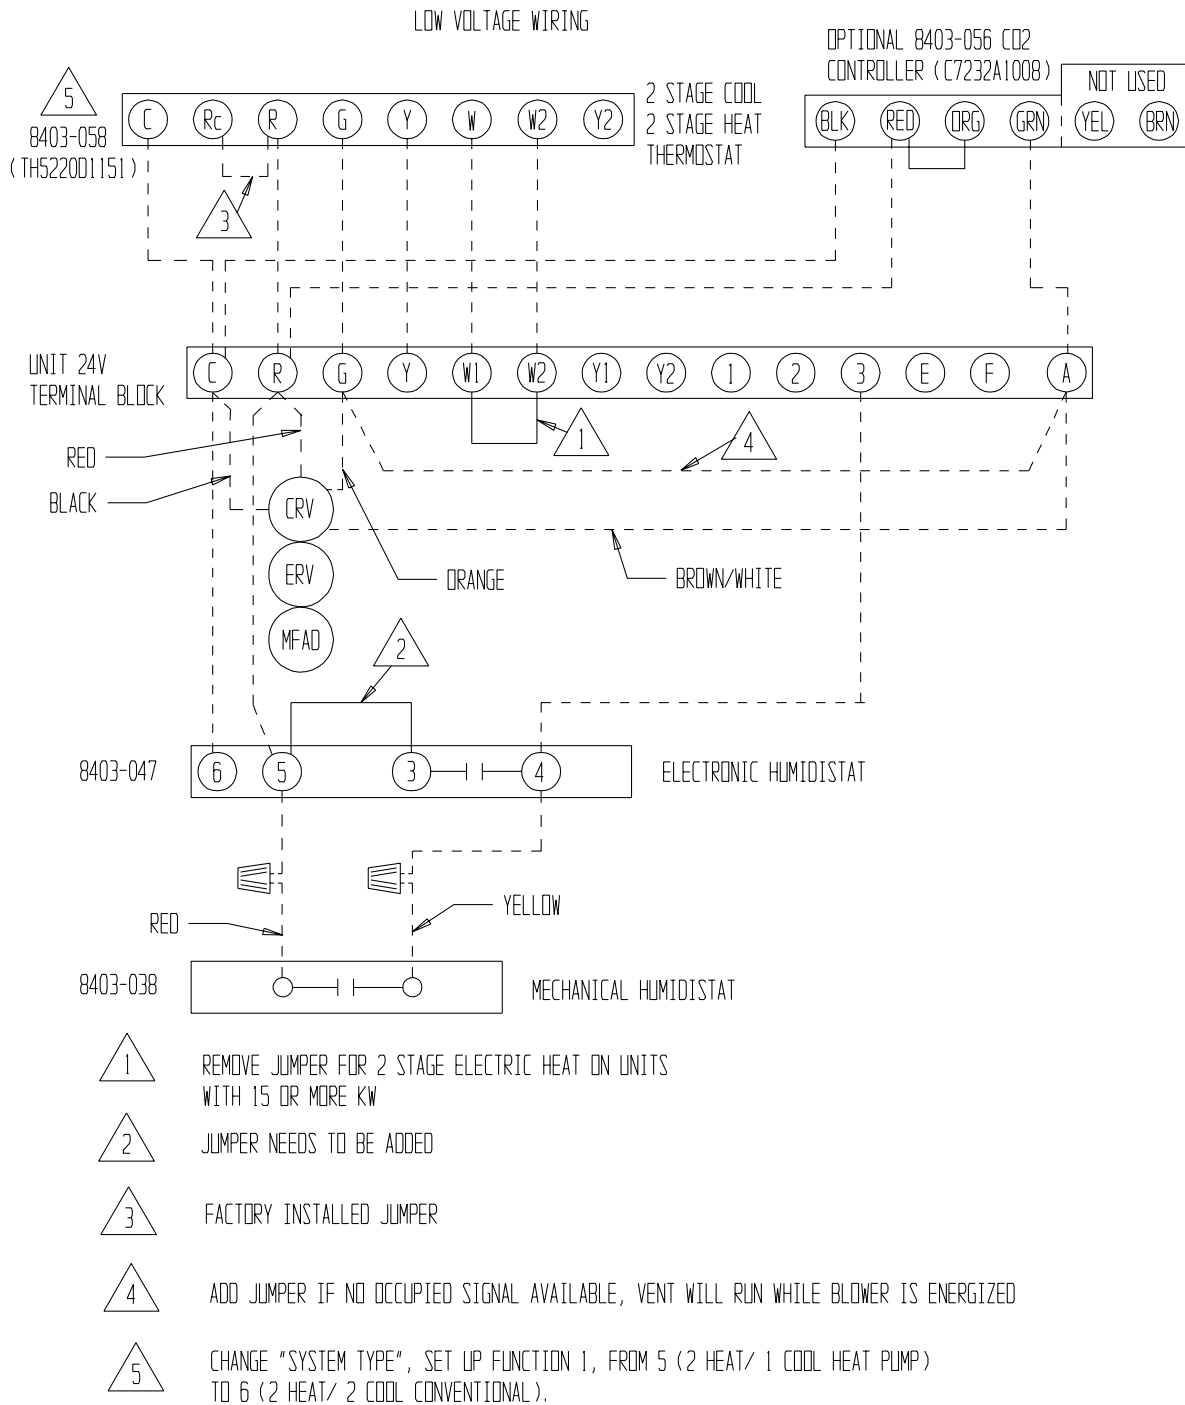 LOW VOLTAGE WIRING
OPTIONAL 8403-056 CO2
CONTROLLER (C7232A1008)
NOT USED
5
8403-058
(TH5220D1151)
C Rc R G Y W W2 Y2
2 STAGE COOL
2 STAGE HEAT
THERMOSTAT
BLK RED ORG GRN YEL BRN
3
UNIT 24V
TERMINAL BLOCK
C R G Y W1 W2 Y1 Y2 1 2 3 E F A
RED
BLACK
1
4
CRV
ERV
MFAD
ORANGE
BROWN/WHITE
2
8403-047
6 5 3 4
ELECTRONIC HUMIDISTAT
RED
YELLOW
8403-038
MECHANICAL HUMIDISTAT
1 REMOVE JUMPER FOR 2 STAGE ELECTRIC HEAT ON UNITS
WITH 15 OR MORE KW
2 JUMPER NEEDS TO BE ADDED
3 FACTORY INSTALLED JUMPER
4 ADD JUMPER IF NO OCCUPIED SIGNAL AVAILABLE, VENT WILL RUN WHILE BLOWER IS ENERGIZED
5 CHANGE "SYSTEM TYPE", SET UP FUNCTION 1, FROM 5 (2 HEAT/ 1 COOL HEAT PUMP)
TO 6 (2 HEAT/ 2 COOL CONVENTIONAL).